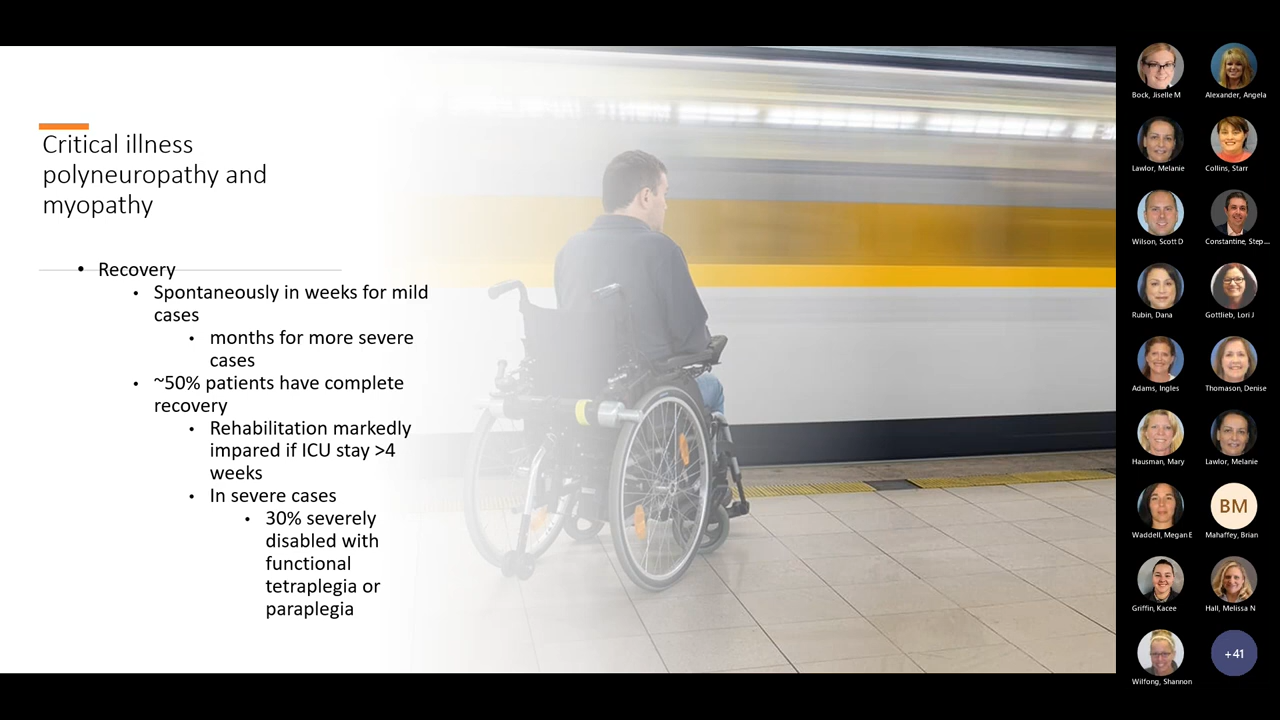 Critical illness
polyneuropathy and
myopathy
• Recovery
• Spontaneously in weeks for mild
cases
• months for more severe
cases
• ~50% patients have complete
recovery
• Rehabilitation markedly
impared if ICU stay >4
weeks
• In severe cases
• 30% severely
disabled with
functional
tetraplegia or
paraplegia
Bock, Jiselle M
Alexander, Angela
Lawlor, Melanie
Collins, Starr
Wilson, Scott D
Constantine, Step...
Rubin, Dana
Gottlieb, Lori J
Adams, Ingles
Thomason, Denise
Hausman, Mary
Lawlor, Melanie
Waddell, Megan E
BM
Mahaffey, Brian
Griffin, Kacee
Hall, Melissa N
Wilfong, Shannon
+41